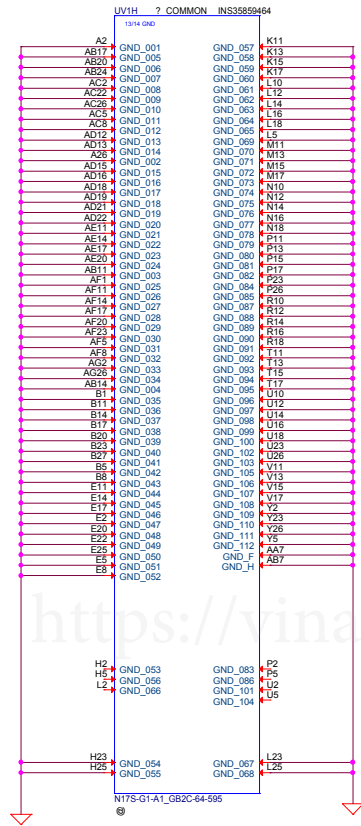 UV1H ? COMMON INS35859464
13/14 GND
A2 GND_001 GND_057 K11
AB17 GND_005 GND_058 K13
AB20 GND_006 GND_059 K15
AB24 GND_007 GND_060 K17
AC2 GND_008 GND_061 L10
AC22 GND_009 GND_062 L12
AC26 GND_010 GND_063 L14
AC5 GND_011 GND_064 L16
AC8 GND_012 GND_065 L18
AD12 GND_013 GND_069 L5
AD13 GND_014 GND_070 M11
A26 GND_002 GND_071 M13
AD15 GND_015 GND_072 M15
AD16 GND_016 GND_073 M17
AD18 GND_017 GND_074 N10
AD19 GND_018 GND_075 N12
AD21 GND_019 GND_076 N14
AD22 GND_020 GND_077 N16
AE11 GND_021 GND_078 N18
AE14 GND_022 GND_079 P11
AE17 GND_023 GND_080 P13
AE20 GND_024 GND_081 P15
AB11 GND_003 GND_082 P17
AF1 GND_025 GND_084 P23
AF11 GND_026 GND_085 P26
AF14 GND_027 GND_087 R10
AF17 GND_028 GND_088 R12
AF20 GND_029 GND_089 R14
AF23 GND_030 GND_090 R16
AF5 GND_031 GND_091 R18
AF8 GND_032 GND_092 T11
AG2 GND_033 GND_093 T13
AG26 GND_034 GND_094 T15
AB14 GND_004 GND_095 T17
B1 GND_035 GND_096 U10
B11 GND_036 GND_097 U12
B14 GND_037 GND_098 U14
B17 GND_038 GND_099 U16
B20 GND_039 GND_100 U18
B23 GND_040 GND_102 U23
B27 GND_041 GND_103 U26
B5 GND_042 GND_105 V11
B8 GND_043 GND_106 V13
E11 GND_044 GND_107 V15
E14 GND_045 GND_108 V17
E17 GND_046 GND_109 Y2
E2 GND_047 GND_110 Y23
E20 GND_048 GND_111 Y26
E22 GND_049 GND_112 Y5
E25 GND_050 GND_F AA7
E5 GND_051 GND_H AB7
E8 GND_052
https://vina
H2 GND_053 GND_083 P2
H5 GND_056 GND_086 P5
L2 GND_066 GND_101 U2
GND_104 U5
H23 GND_054 GND_067 L23
H25 GND_055 GND_068 L25
N17S-G1-A1_GB2C-64-595
@